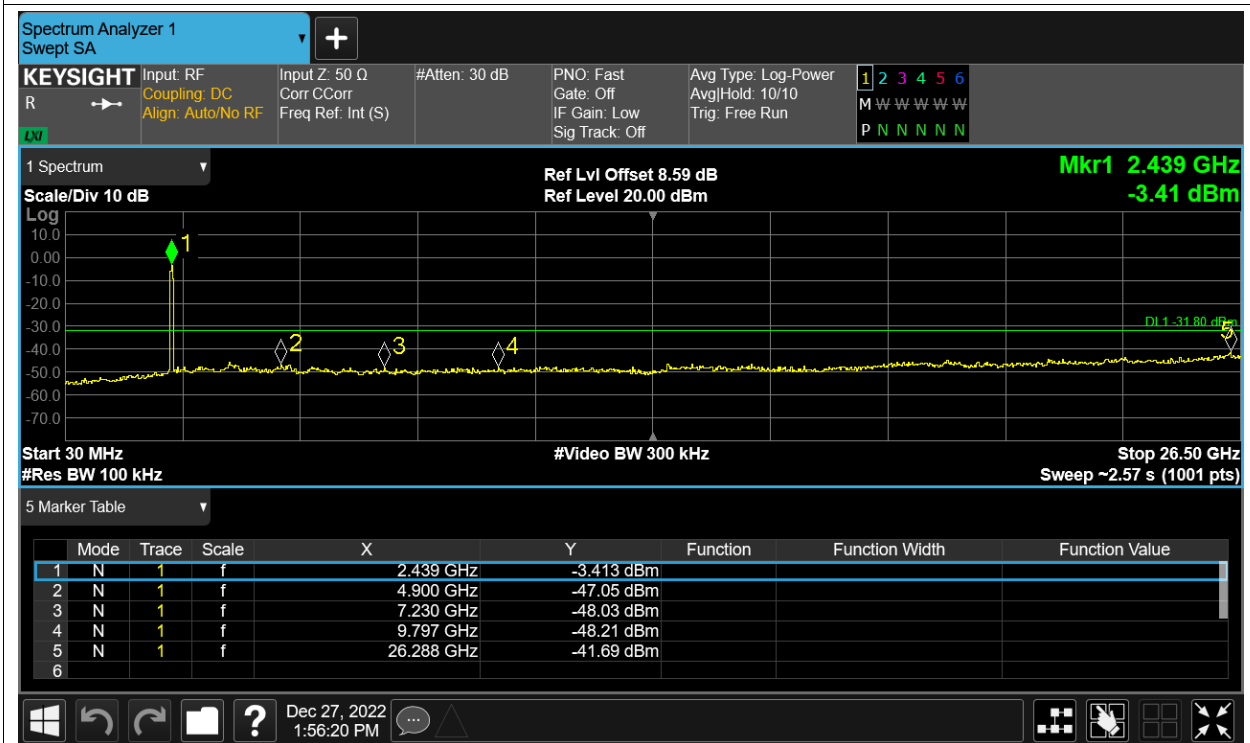 Spectrum Analyzer 1
Swept SA
+
KEYSIGHT Input: RF Input Z: 50 Ω #Atten: 30 dB PNO: Fast Avg Type: Log-Power 1 2 3 4 5 6
R Coupling: DC Corr CCorr Gate: Off Avg|Hold: 10/10 M W W W W W
Align: Auto/No RF Freq Ref: Int (S) IF Gain: Low Trig: Free Run
LXI Sig Track: Off P N N N N N N
1 Spectrum Ref Lvl Offset 8.59 dB Mkr1 2.439 GHz
Scale/Div 10 dB Ref Level 20.00 dBm -3.41 dBm
Log
10.0 1
0.00
-10.0
-20.0
-30.0 DL1 -31.80 dBm
-40.0 2 3 4 5
-50.0
-60.0
-70.0
Start 30 MHz #Video BW 300 kHz Stop 26.50 GHz
#Res BW 100 kHz Sweep ~2.57 s (1001 pts)
5 Marker Table
Mode Trace Scale X Y Function Function Width Function Value
1 N 1 f 2.439 GHz -3.413 dBm
2 N 1 f 4.900 GHz -47.05 dBm
3 N 1 f 7.230 GHz -48.03 dBm
4 N 1 f 9.797 GHz -48.21 dBm
5 N 1 f 26.288 GHz -41.69 dBm
6
? Dec 27, 2022
1:56:20 PM